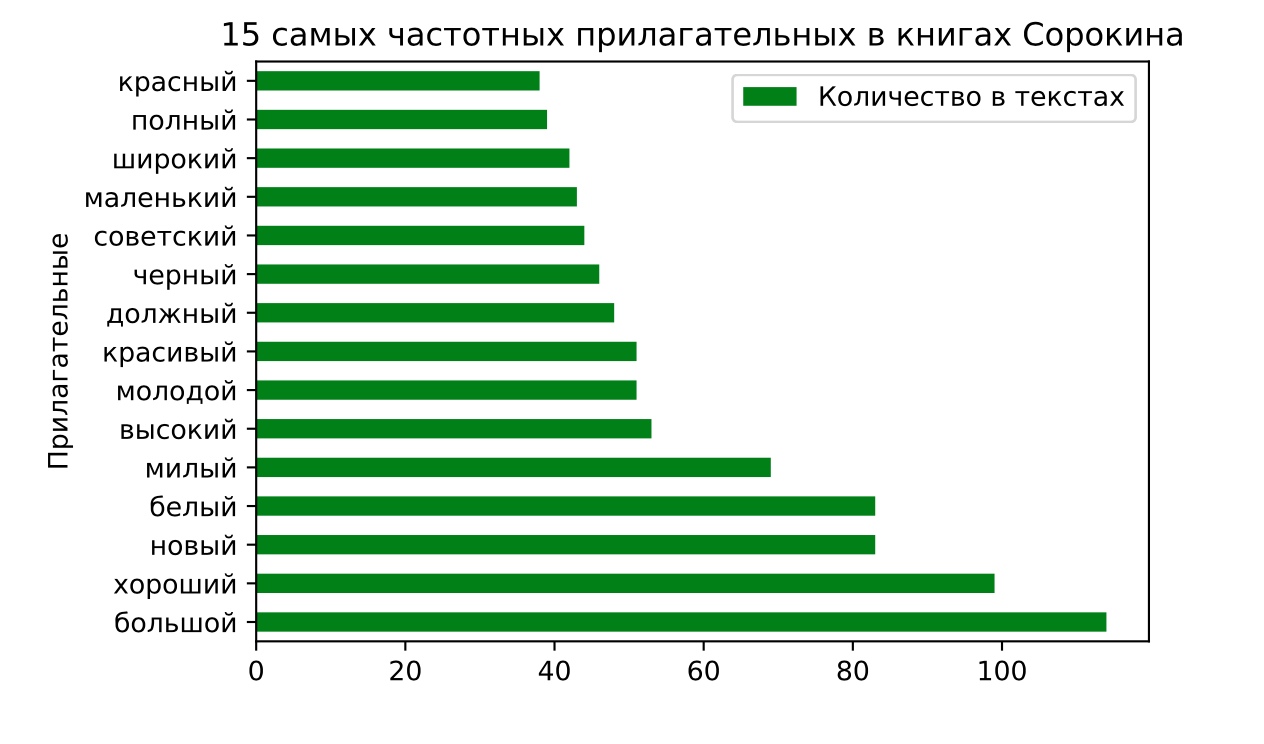 15 самых частотных прилагательных в книгах Сорокина
Количество в текстах
Прилагательные
красный
полный
широкий
маленький
советский
черный
должный
красивый
молодой
высокий
милый
белый
новый
хороший
большой
0 20 40 60 80 100